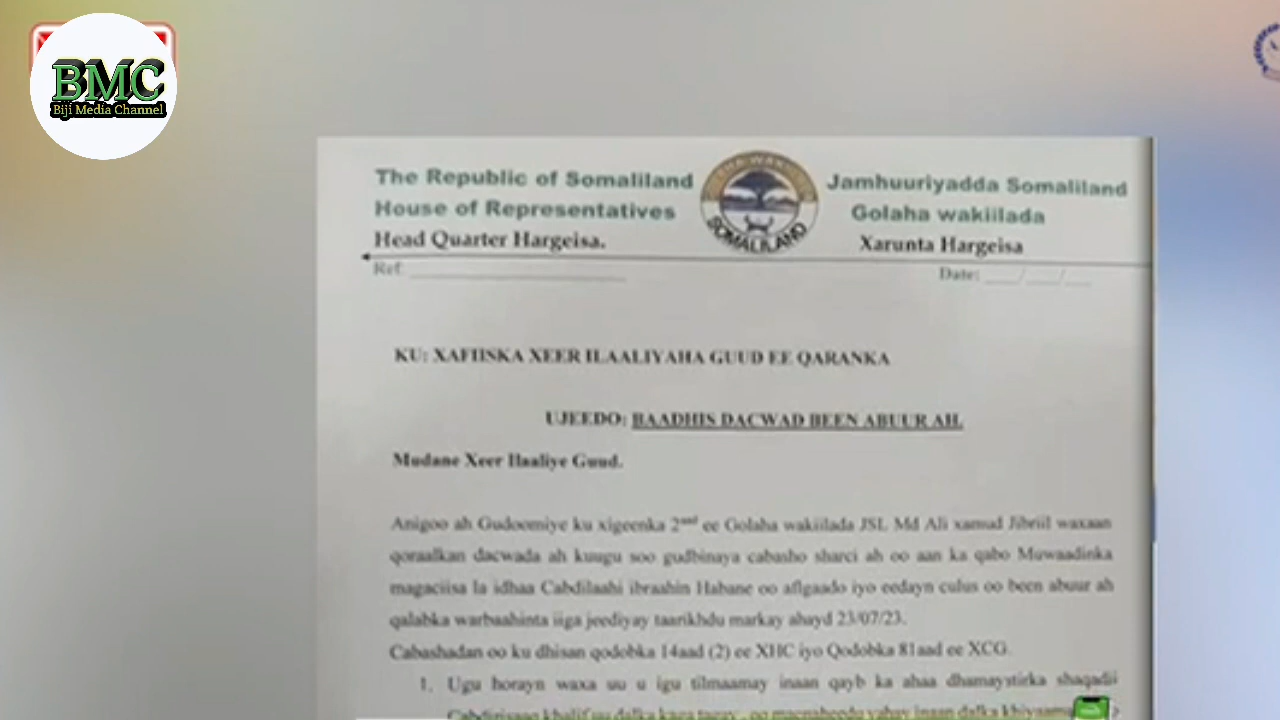 BMC
Biji Media Channel
The Republic of Somaliland
House of Representatives
Head Quarter Hargeisa.
SOMALILAND
Jamhuuriyadda Somaliland
Golaha wakiilada
Xarunta Hargeisa
Ref:
Date: ___/___/___
KU: XAFIISKA XEER ILAALIYAHA GUUD EE QARANKA
UJEEDO: BAADHIS DACWAD BEEN ABUUR AH.
Mudane Xeer Ilaaliye Guud.
Anigoo ah Gudoomiye ku xigeenka 2nd ee Golaha wakiilada JSL Md Ali xamud Jibriil waxaan
qoraalkan dacwada ah kuugu soo gudbinaya cabasho sharci ah oo aan ka qabo Muwaadinka
magaciisa la idhaa Cabdilaahi ibraahin Habane oo aflgaado iyo eedayn culus oo been abuur ah
qalabka warbaahinta iiga jeediyay taarikhdu markay ahayd 23/07/23.
Cabashadan oo ku dhisan qodobka 14aad (2) ee XHC iyo Qodobka 81aad ee XCG.
1. Ugu horayn waxa uu u igu tilmaamay inaan qayb ka ahaa dhamaystirka shaqadii